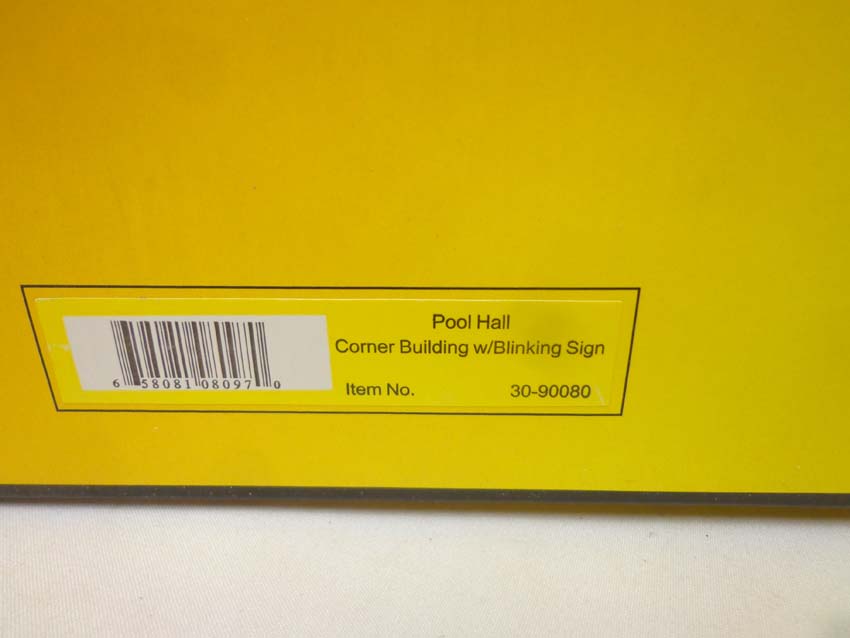 Pool Hall
Corner Building w/Blinking Sign
Item No. 30-90080
6 58081 08097 0